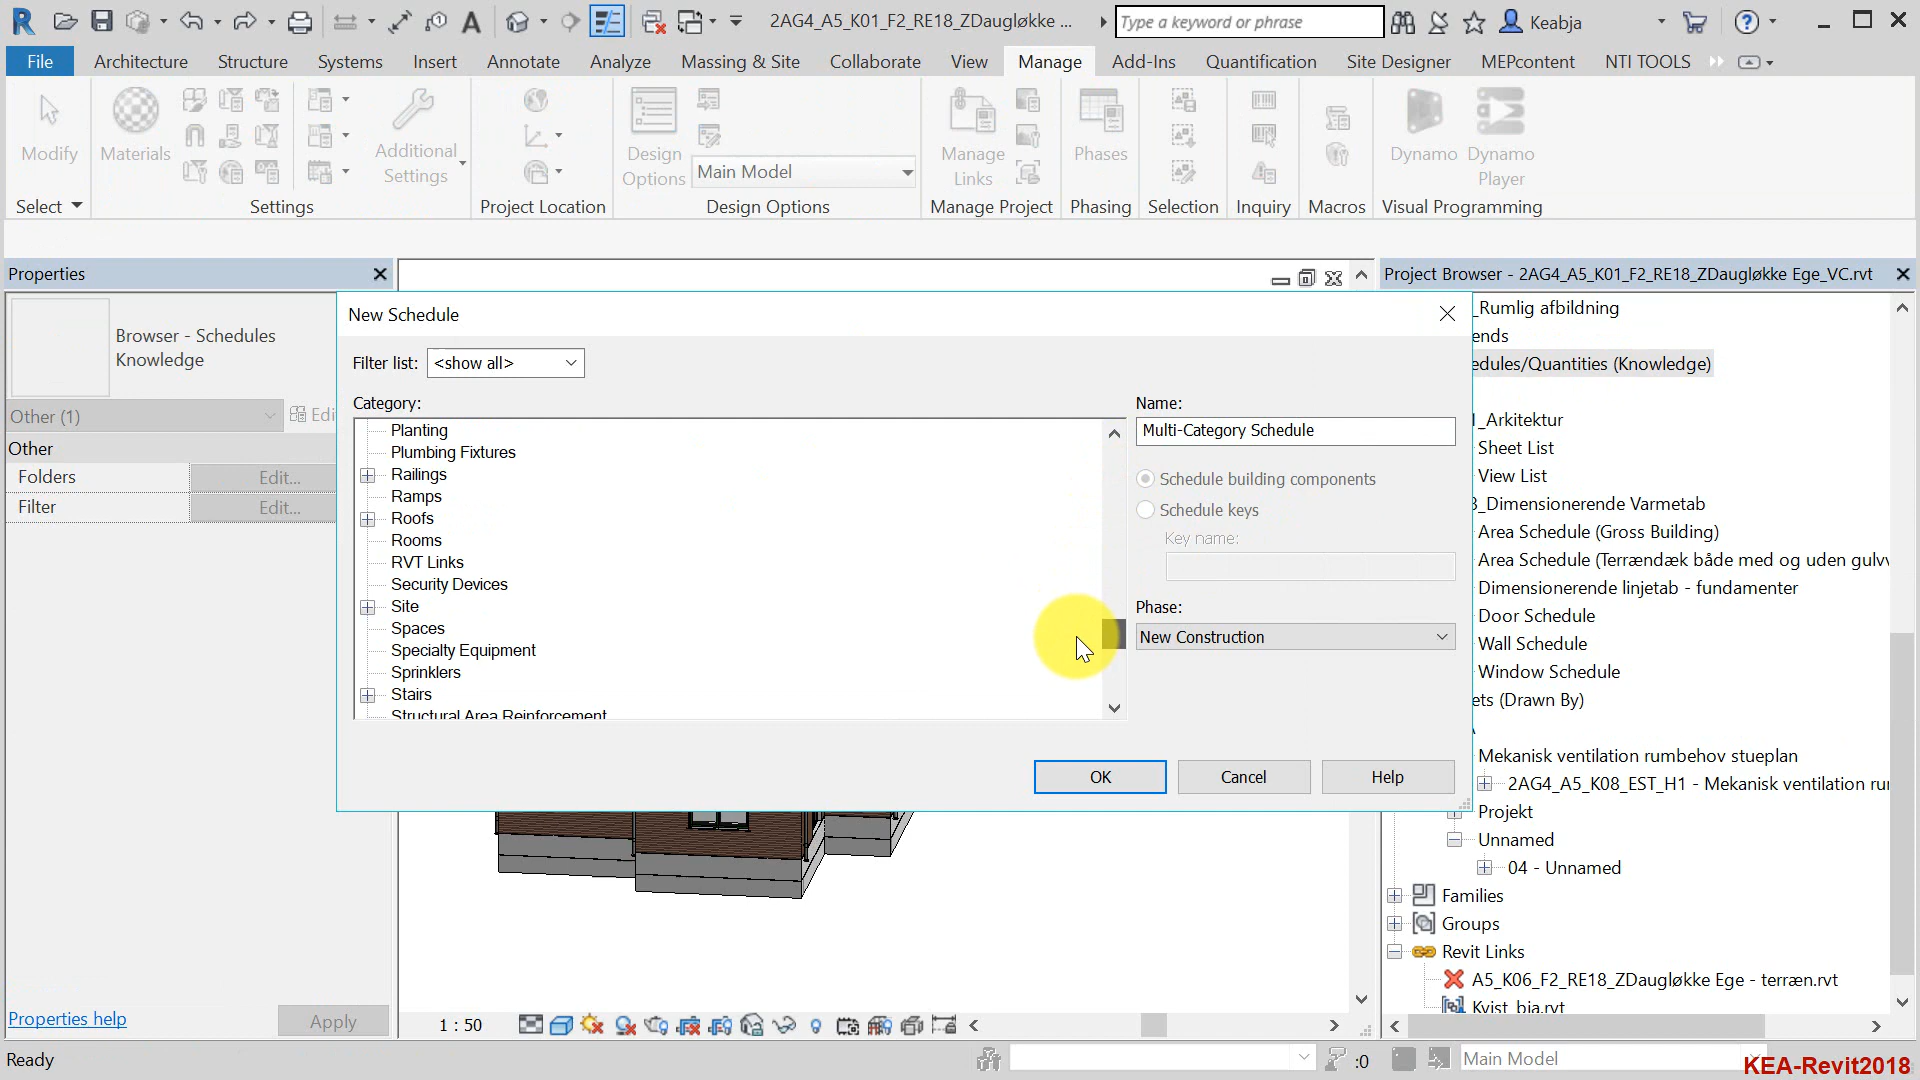 2AG4_A5_K01_F2_RE18_ZDaugløkke ...
Type a keyword or phrase
Keabja
File Architecture Structure Systems Insert Annotate Analyze Massing & Site Collaborate View Manage Add-Ins Quantification Site Designer MEPcontent NTI TOOLS
Modify
Materials
Additional Settings
Design Options
Main Model
Manage Links
Phases
Dynamo
Dynamo Player
Select
Settings
Project Location
Design Options
Manage Project
Phasing
Selection
Inquiry
Macros
Visual Programming
Properties
Browser - Schedules
Knowledge
Other (1)
Edi
Other
Folders Edit...
Filter Edit...
Properties help
Apply
New Schedule
Filter list: <show all>
Category:
Planting
Plumbing Fixtures
Railings
Ramps
Roofs
Rooms
RVT Links
Security Devices
Site
Spaces
Specialty Equipment
Sprinklers
Stairs
Structural Area Reinforcement
Name:
Multi-Category Schedule
Schedule building components
Schedule keys
Key name:
Phase:
New Construction
OK
Cancel
Help
Project Browser - 2AG4_A5_K01_F2_RE18_ZDaugløkke Ege_VC.rvt
_Rumlig afbildning
ends
edules/Quantities (Knowledge)
_Arkitektur
Sheet List
View List
_Dimensionerende Varmetab
Area Schedule (Gross Building)
Area Schedule (Terrændæk både med og uden gulvv
Dimensionerende linjetab - fundamenter
Door Schedule
Wall Schedule
Window Schedule
ets (Drawn By)
Mekanisk ventilation rumbehov stueplan
2AG4_A5_K08_EST_H1 - Mekanisk ventilation ru
Projekt
Unnamed
04 - Unnamed
Families
Groups
Revit Links
A5_K06_F2_RE18_ZDaugløkke Ege - terræn.rvt
Kvist_bja.rvt
1 : 50
Ready
:0
Main Model
KEA-Revit2018